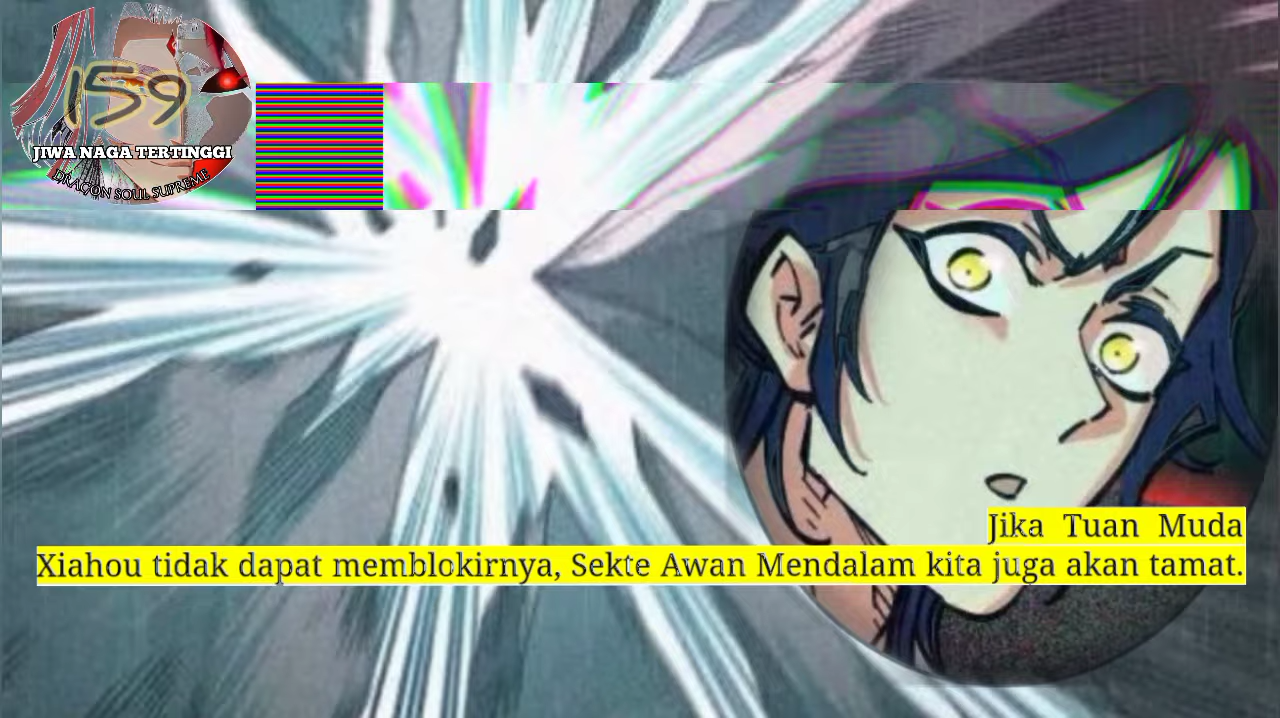 159
JIWA NAGA TERTINGGI
DRAGON SOUL SUPREME
Jika Tuan Muda
Xiahou tidak dapat memblokirnya, Sekte Awan Mendalam kita juga akan tamat.